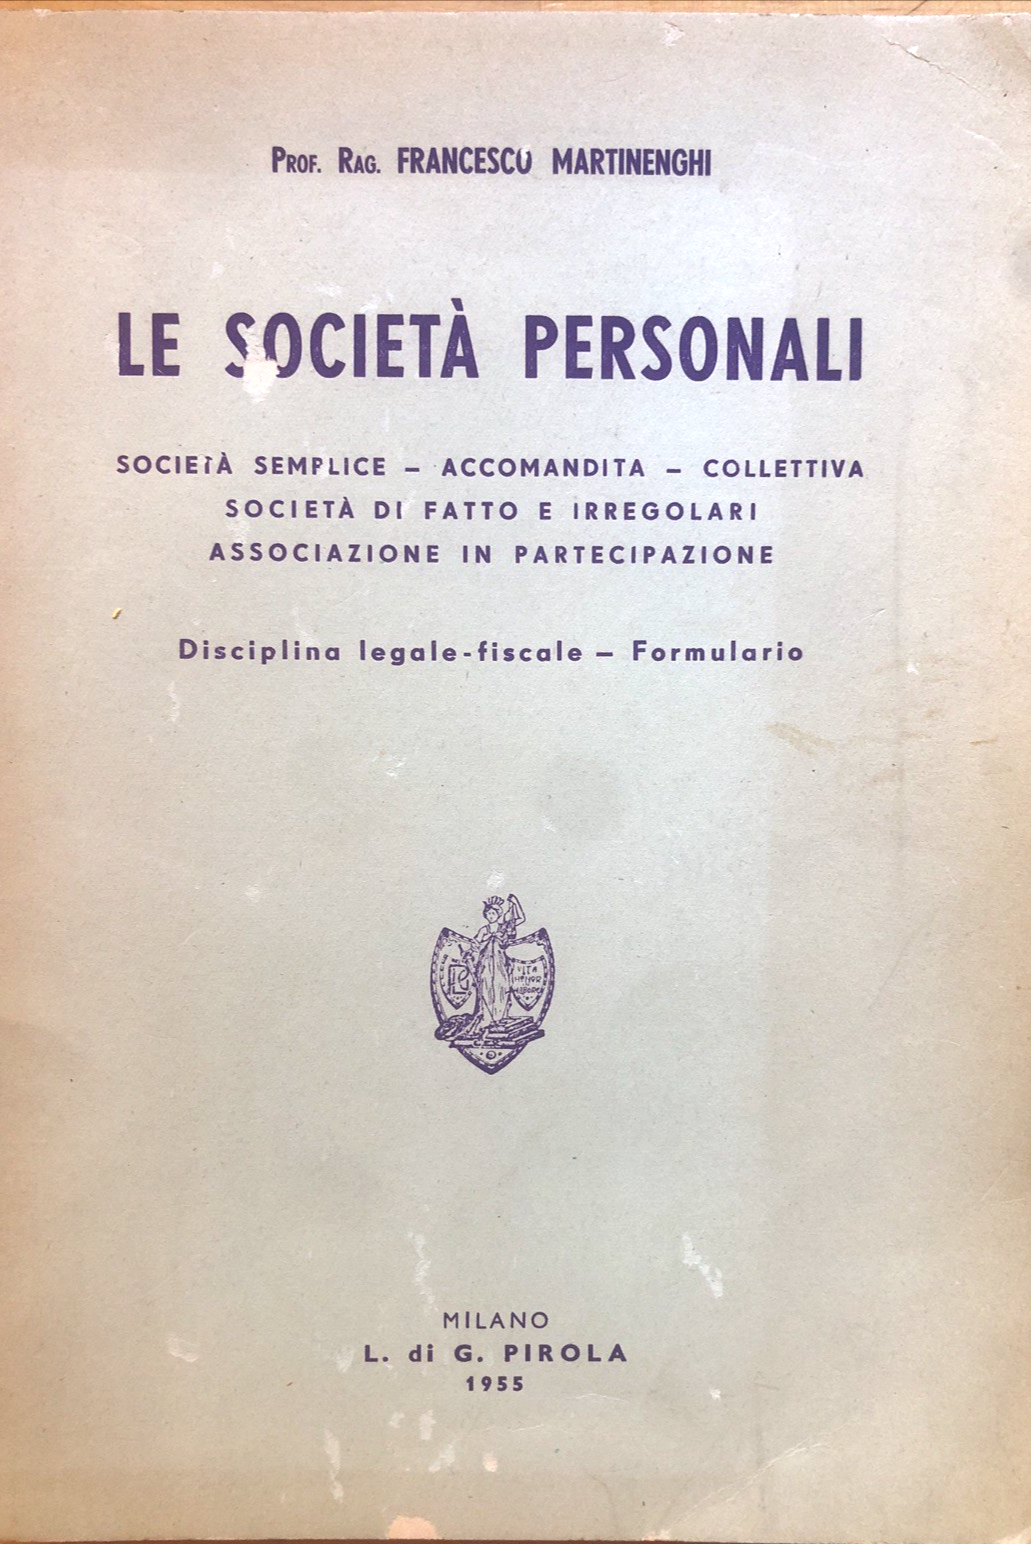 Prof. Rag. FRANCESCO MARTINENGHI
LE SOCIETÀ PERSONALI
SOCIETÀ SEMPLICE – ACCOMANDITA – COLLETTIVA
SOCIETÀ DI FATTO E IRREGOLARI
ASSOCIAZIONE IN PARTECIPAZIONE
Disciplina legale-fiscale – Formulario
MILANO
L. di G. PIROLA
1955